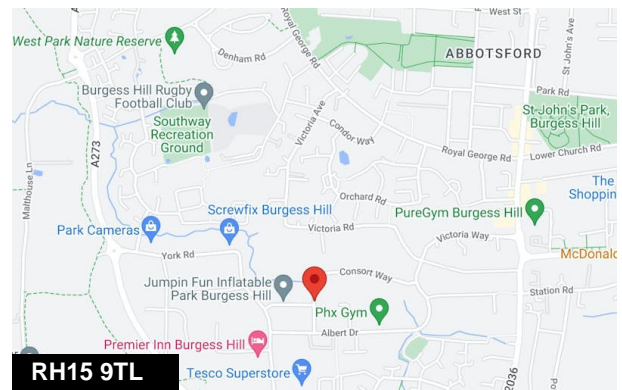 West St
West Park Nature Reserve
Royal George Rd
Denham Rd
ABBOTSFORD
St John's Ave
Burgess Hill Rugby
Football Club
Park Rd
Victoria Ave
St John's Park,
Burgess Hill
Southway
Recreation
Ground
Condor Way
A273
Royal George Rd
Lower Church Rd
Malthouse Ln
The
Shoppin
Orchard Rd
Screwfix Burgess Hill
PureGym Burgess Hill
Park Cameras
Victoria Rd
Victoria Way
York Rd
McDonald
Consort Way
Jumpin Fun Inflatable
Park Burgess Hill
Station Rd
Phx Gym
Albert Dr
Premier Inn Burgess Hill
Tesco Superstore
2036
RH15 9TL